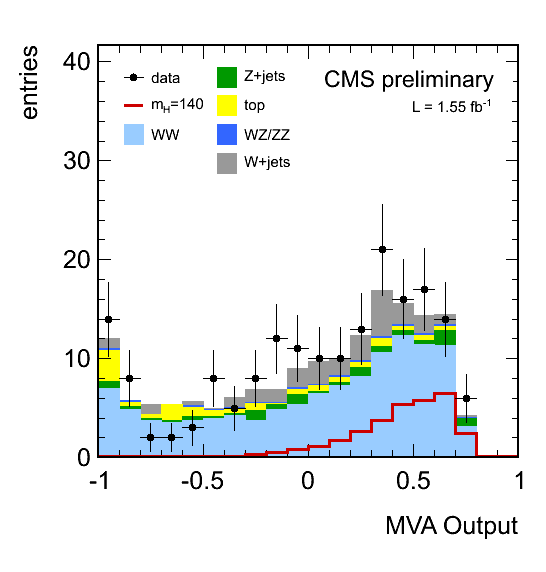 entries
40
30
20
10
0
-1
-0.5
0
0.5
1
MVA Output
data
m_H=140
WW
Z+jets
top
WZ/ZZ
W+jets
CMS preliminary
L = 1.55 fb⁻¹